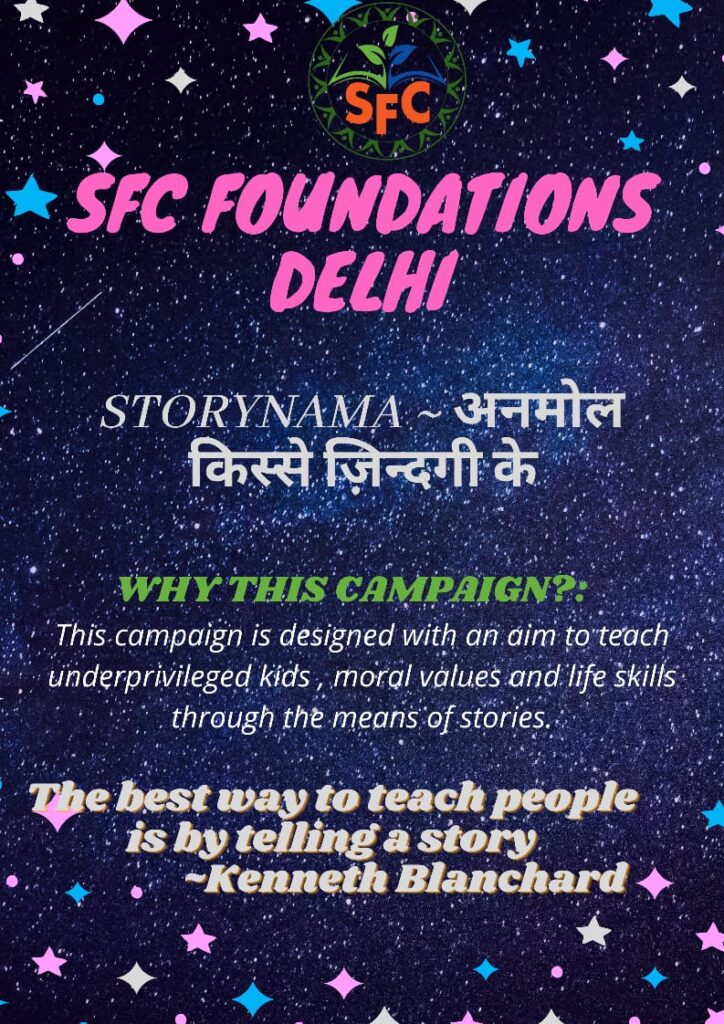 SFC
SFC FOUNDATIONS
DELHI
STORYNAMA ~ अनमोल
किस्से ज़िन्दगी के
WHY THIS CAMPAIGN?:
This campaign is designed with an aim to teach
underprivileged kids , moral values and life skills
through the means of stories.
The best way to teach people
is by telling a story
~Kenneth Blanchard